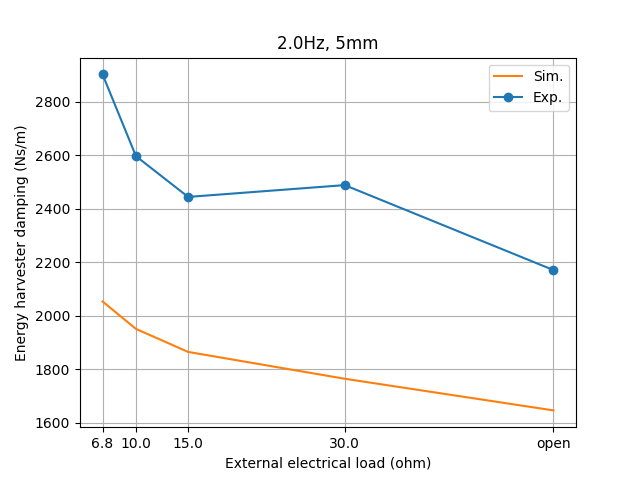 2.0Hz, 5mm
Sim.
Exp.
Energy harvester damping (Ns/m)
2800
2600
2400
2200
2000
1800
1600
6.8 10.0 15.0 30.0 open
External electrical load (ohm)